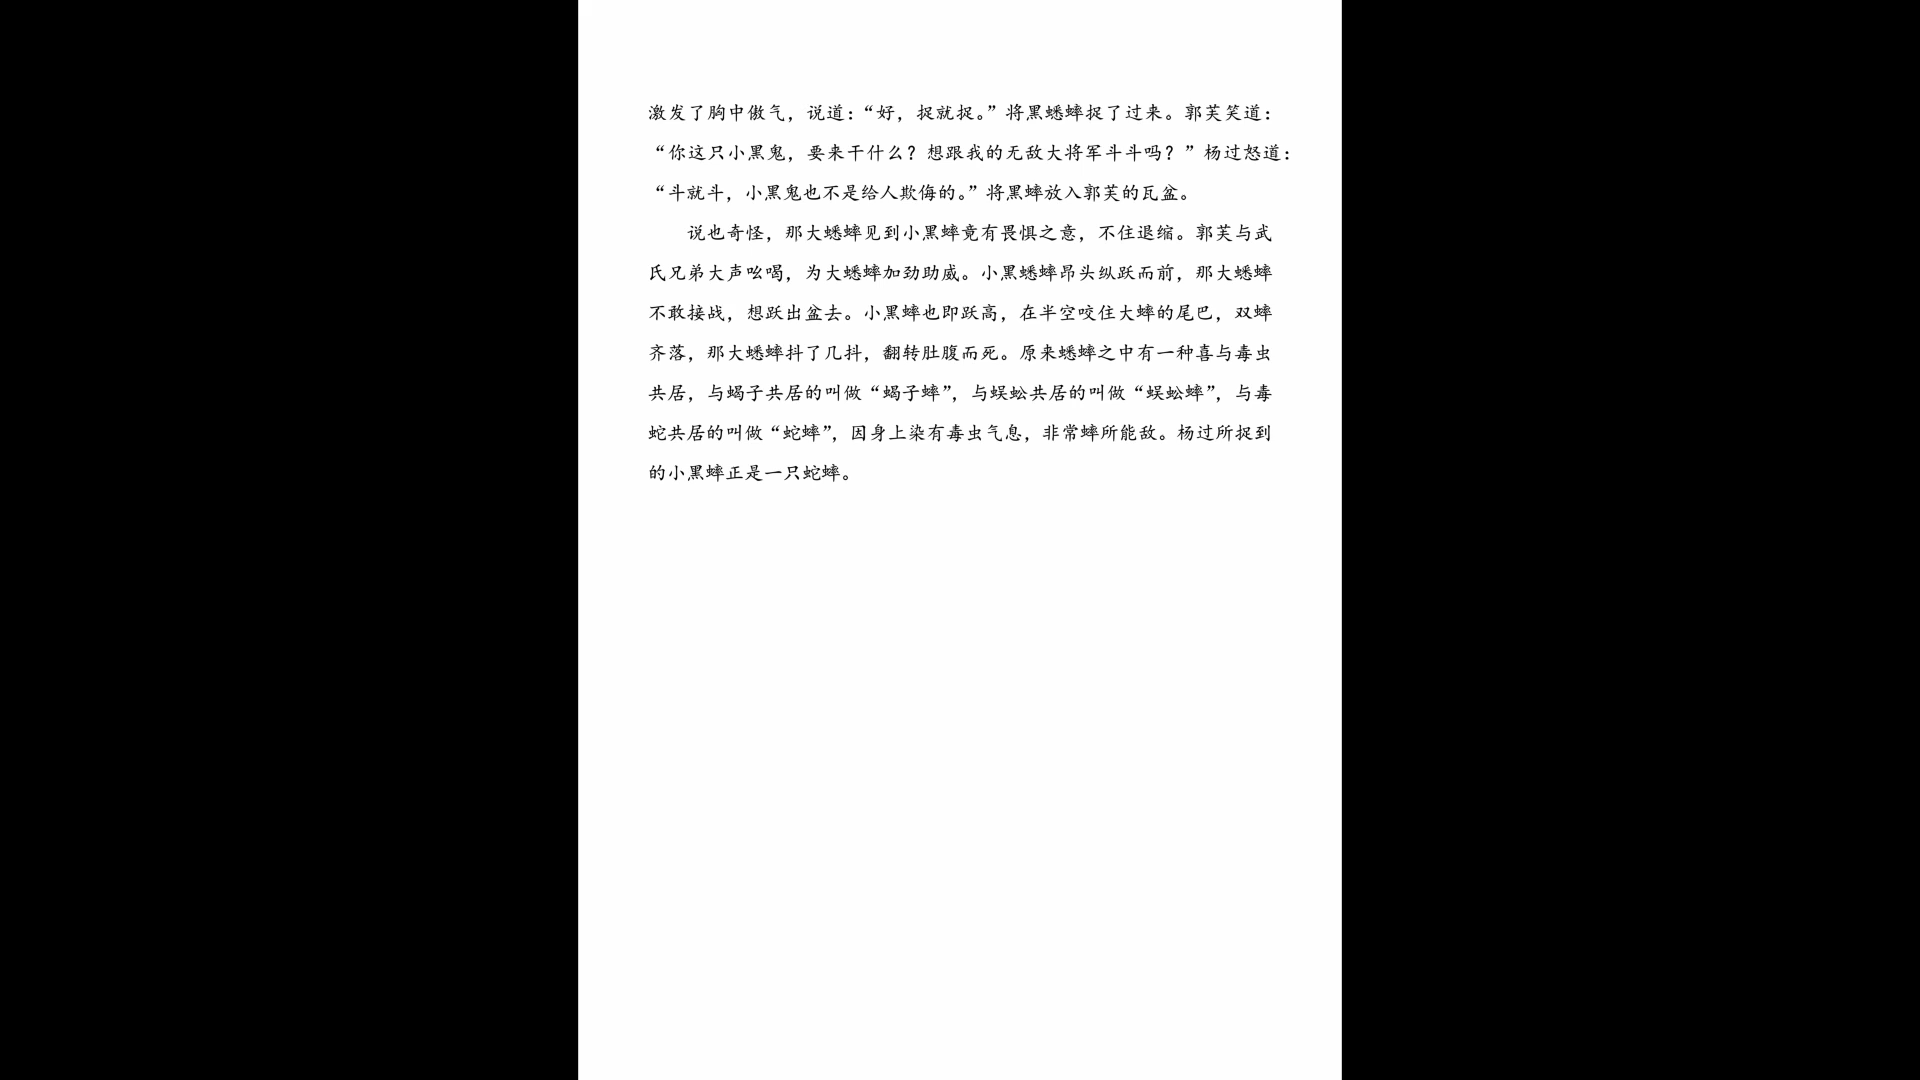 激发了胸中傲气，说道：“好，捉就捉。”将黑蟋蟀捉了过来。郭芙笑道：
“你这只小黑鬼，要来干什么？想跟我的无敌大将军斗斗吗？”杨过怒道：
“斗就斗，小黑鬼也不是给人欺侮的。”将黑蟀放入郭芙的瓦盆。
说也奇怪，那大蟋蟀见到小黑蟀竟有畏惧之意，不住退缩。郭芙与武
氏兄弟大声吆喝，为大蟋蟀加劲助威。小黑蟋蟀昂头纵跃而前，那大蟋蟀
不敢接战，想跃出盆去。小黑蟀也即跃高，在半空咬住大蟀的尾巴，双蟀
齐落，那大蟋蟀抖了几抖，翻转肚腹而死。原来蟋蟀之中有一种喜与毒虫
共居，与蝎子共居的叫做“蝎子蟀”，与蜈蚣共居的叫做“蜈蚣蟀”，与毒
蛇共居的叫做“蛇蟀”，因身上染有毒虫气息，非常蟀所能敌。杨过所捉到
的小黑蟀正是一只蛇蟀。